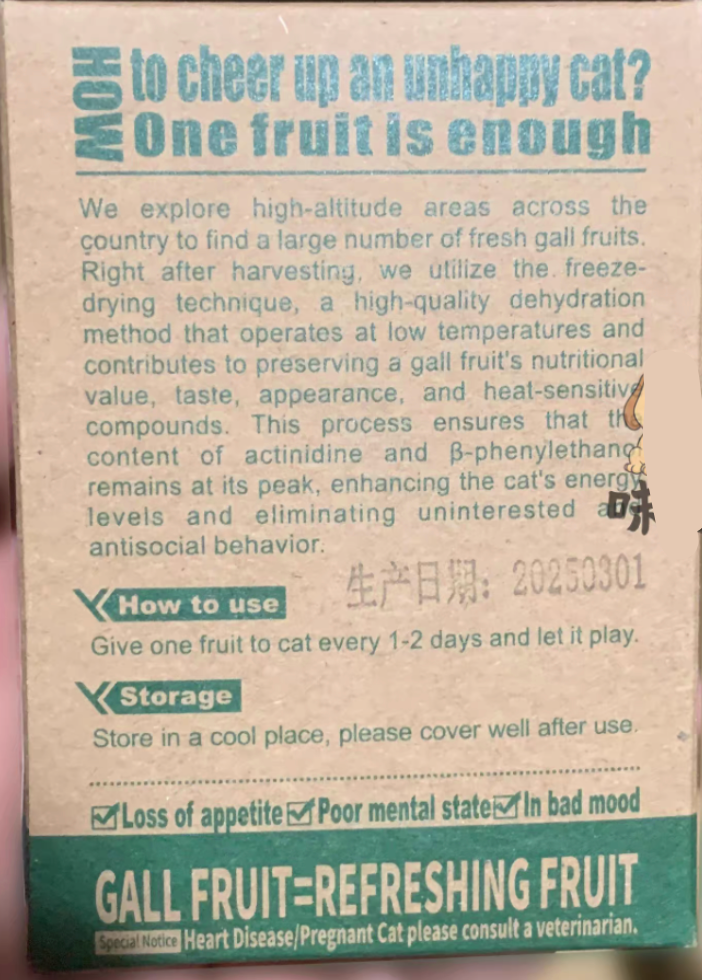 HOW to cheer up an unhappy cat?
One fruit is enough
We explore high-altitude areas across the
country to find a large number of fresh gall fruits.
Right after harvesting, we utilize the freeze-
drying technique, a high-quality dehydration
method that operates at low temperatures and
contributes to preserving a gall fruit's nutritional
value, taste, appearance, and heat-sensitive
compounds. This process ensures that the
content of actinidine and β-phenylethano
remains at its peak, enhancing the cat's energy
levels and eliminating uninterested
味
antisocial behavior.
生产日期: 20250301
How to use
Give one fruit to cat every 1-2 days and let it play.
Storage
Store in a cool place, please cover well after use.
Loss of appetite Poor mental state In bad mood
GALL FRUIT=REFRESHING FRUIT
Special Notice Heart Disease/Pregnant Cat please consult a veterinarian.